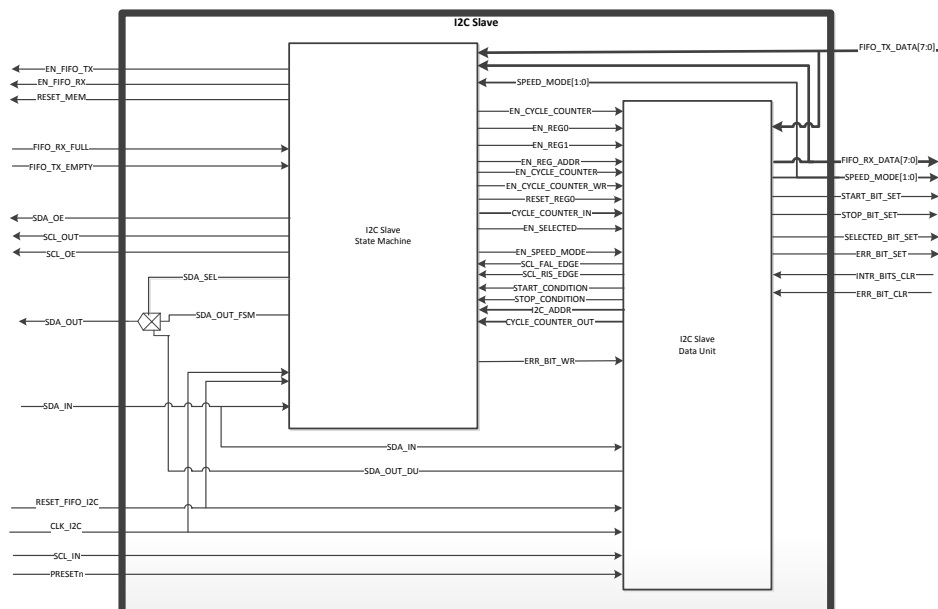 I2C Slave
FIFO_TX_DATA[7:0]
EN_FIFO_TX
EN_FIFO_RX
SPEED_MODE[1:0]
RESET_MEM
EN_CYCLE_COUNTER
EN_REG0
EN_REG1
FIFO_RX_FULL
EN_REG_ADDR
FIFO_RX_DATA[7:0]
FIFO_TX_EMPTY
EN_CYCLE_COUNTER
SPEED_MODE[1:0]
EN_CYCLE_COUNTER_WR
START_BIT_SET
RESET_REG0
CYCLE_COUNTER_IN
STOP_BIT_SET
SDA_OE
EN_SELECTED
I2C Slave
State Machine
SCL_OUT
SELECTED_BIT_SET
SCL_OE
EN_SPEED_MODE
ERR_BIT_SET
SCL_FAL_EDGE
SCL_RIS_EDGE
INTR_BITS_CLR
SDA_SEL
START_CONDITION
ERR_BIT_CLR
STOP_CONDITION
I2C_ADDR
SDA_OUT
SDA_OUT_FSM
CYCLE_COUNTER_OUT
I2C Slave
Data Unit
ERR_BIT_WR
SDA_IN
SDA_IN
SDA_OUT_DU
RESET_FIFO_I2C
CLK_I2C
SCL_IN
PRESETn